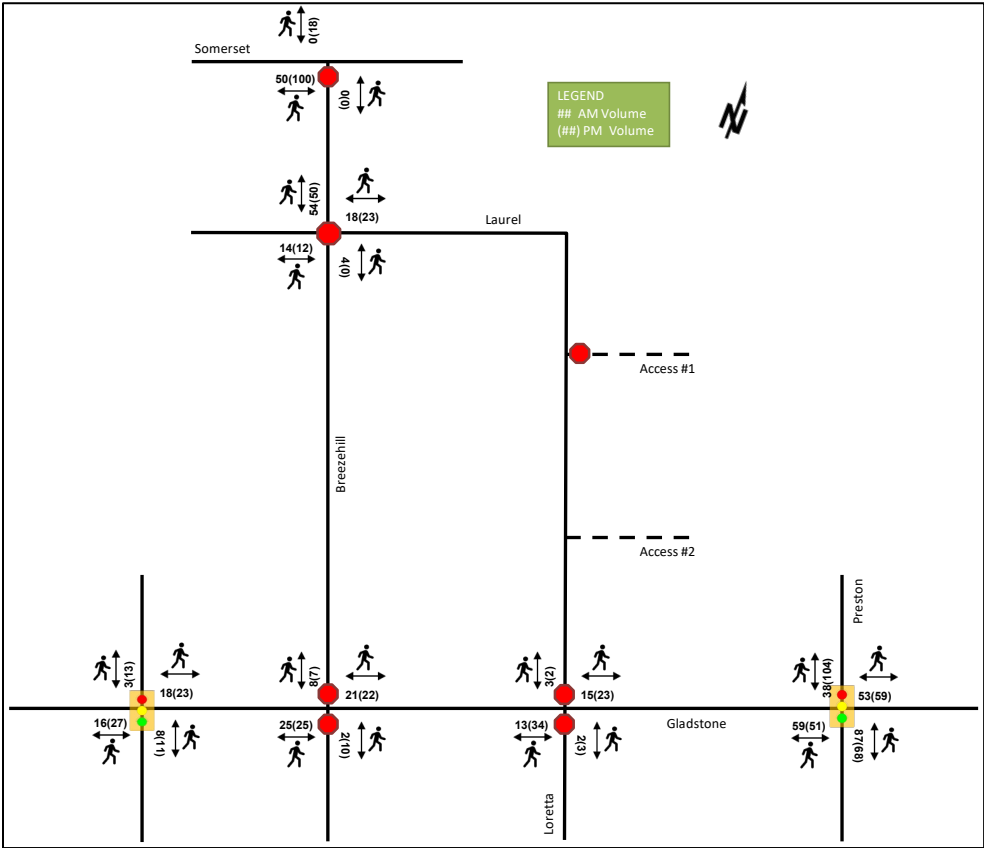 0(18)
Somerset
50(100)
0(0)
LEGEND
## AM Volume
(##) PM Volume
N
54(50)
18(23)
Laurel
14(12)
4(0)
Access #1
Breezehill
Access #2
Preston
3(13)
18(23)
8(7)
21(22)
3(2)
15(23)
38(104)
53(59)
16(27)
8(11)
25(25)
2(10)
13(34)
2(3)
Gladstone
59(51)
87(68)
Loretta